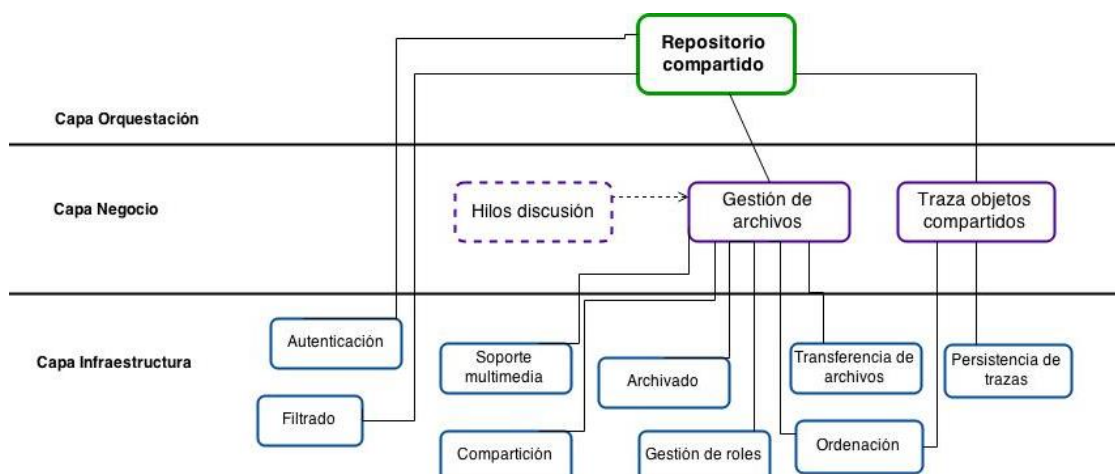 Repositorio
compartido
Capa Orquestación
Capa Negocio
Hilos discusión
Gestión de
archivos
Traza objetos
compartidos
Capa Infraestructura
Autenticación
Soporte
multimedia
Archivado
Transferencia de
archivos
Persistencia de
trazas
Filtrado
Compartición
Gestión de roles
Ordenación